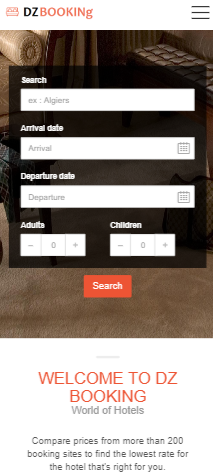 DZBOOKINg
Search
ex : Algiers
Arrival date
Arrival
Departure date
Departure
Adults Children
− 0 + − 0 +
Search
WELCOME TO DZ
BOOKING
World of Hotels
Compare prices from more than 200
booking sites to find the lowest rate for
the hotel that's right for you.